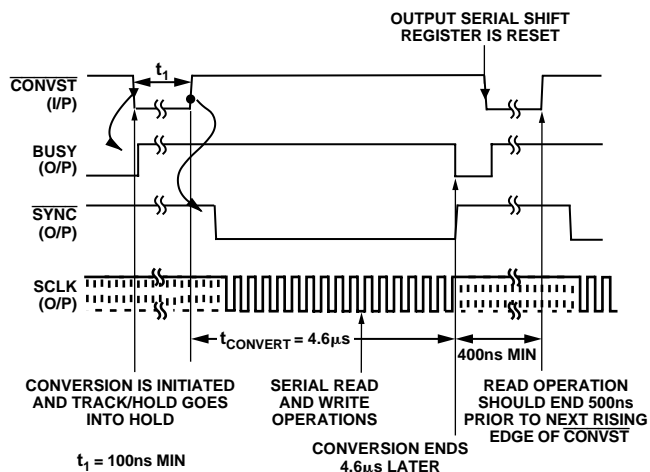 OUTPUT SERIAL SHIFT
REGISTER IS RESET
t1
CONVST
(I/P)
BUSY
(O/P)
SYNC
(O/P)
SCLK
(O/P)
tCONVERT = 4.6µs
400ns MIN
CONVERSION IS INITIATED
AND TRACK/HOLD GOES
INTO HOLD
SERIAL READ
AND WRITE
OPERATIONS
READ OPERATION
SHOULD END 500ns
PRIOR TO NEXT RISING
EDGE OF CONVST
t1 = 100ns MIN
CONVERSION ENDS
4.6µs LATER